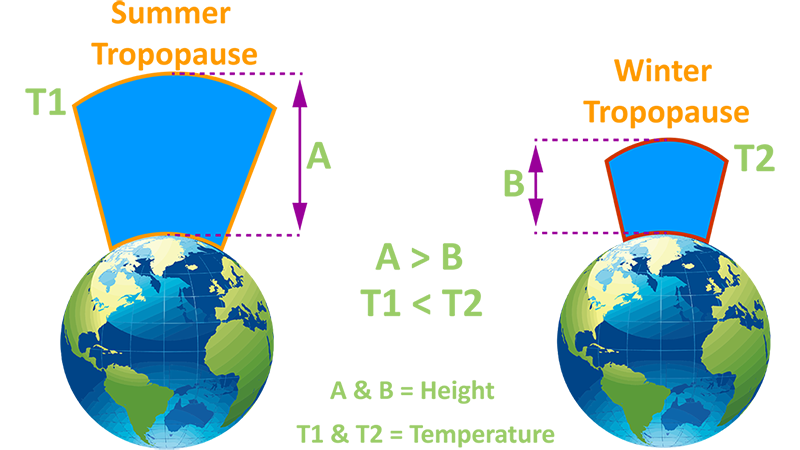 Summer
Tropopause
T1
A
Winter
Tropopause
T2
B
A > B
T1 < T2
A & B = Height
T1 & T2 = Temperature